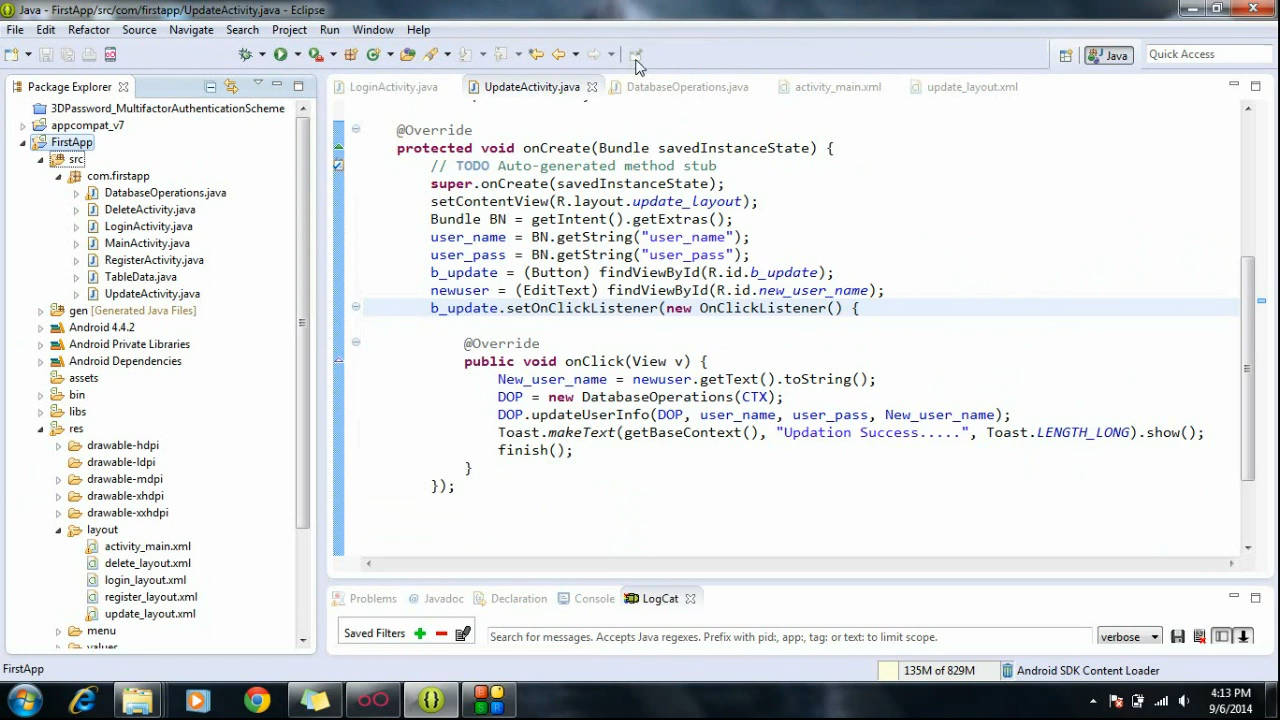 Java - FirstApp/src/com/firstapp/UpdateActivity.java - Eclipse
File Edit Refactor Source Navigate Search Project Run Window Help
Java
Quick Access
Package Explorer
LoginActivity.java
UpdateActivity.java
DatabaseOperations.java
activity_main.xml
update_layout.xml
3DPassword_MultifactorAuthenticationScheme
appcompat_v7
FirstApp
src
com.firstapp
DatabaseOperations.java
DeleteActivity.java
LoginActivity.java
MainActivity.java
RegisterActivity.java
TableData.java
UpdateActivity.java
gen [Generated Java Files]
Android 4.4.2
Android Private Libraries
Android Dependencies
assets
bin
libs
res
drawable-hdpi
drawable-ldpi
drawable-mdpi
drawable-xhdpi
drawable-xxhdpi
layout
activity_main.xml
delete_layout.xml
login_layout.xml
register_layout.xml
update_layout.xml
menu
values
@Override
protected void onCreate(Bundle savedInstanceState) {
// TODO Auto-generated method stub
super.onCreate(savedInstanceState);
setContentView(R.layout.update_layout);
Bundle BN = getIntent().getExtras();
user_name = BN.getString("user_name");
user_pass = BN.getString("user_pass");
b_update = (Button) findViewById(R.id.b_update);
newuser = (EditText) findViewById(R.id.new_user_name);
b_update.setOnClickListener(new OnClickListener() {
@Override
public void onClick(View v) {
New_user_name = newuser.getText().toString();
DOP = new DatabaseOperations(CTX);
DOP.updateUserInfo(DOP, user_name, user_pass, New_user_name);
Toast.makeText(getBaseContext(), "Updation Success.....", Toast.LENGTH_LONG).show();
finish();
}
});
Problems
@ Javadoc
Declaration
Console
LogCat
Saved Filters
Search for messages. Accepts Java regexes. Prefix with pid:, app:, tag: or text: to limit scope.
verbose
FirstApp
135M of 829M
Android SDK Content Loader
4:13 PM
9/6/2014